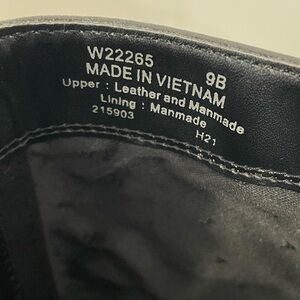 W22265 9B
MADE IN VIETNAM
Upper : Leather and Manmade
Lining : Manmade
215903 H21